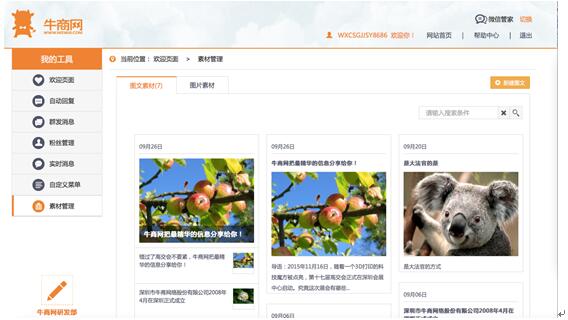 牛商网
WWW.NIESHANG.COM
微信管家 切换
WXCSGJJSY8686 欢迎你！ 网站首页 | 帮助中心 | 退出
我的工具
欢迎页面
自动回复
群发消息
粉丝管理
实时消息
自定义菜单
素材管理
牛商网研发部
当前位置： 欢迎页面 > 素材管理
图文素材(7) 图片素材
新建图文
请输入搜索条件
09月26日
牛商网把最精华的信息分享给你！
错过了高交会不要紧，牛商网把最精
华的信息分享给你！
深圳市牛商网络股份有限公司2008年
4月在深圳正式成立
09月26日
牛商网把最精华的信息分享给你！
导语：2015年11月16日，随着一个3D打印的科
技魔方被点亮，第十七届高交会正式在深圳会展
中心启动。究竟这次展会有哪些...
09月06日
09月20日
是大法官的是
是大法官的方式
09月06日
深圳市牛商网络股份有限公司2008年
4月在深圳正式成立